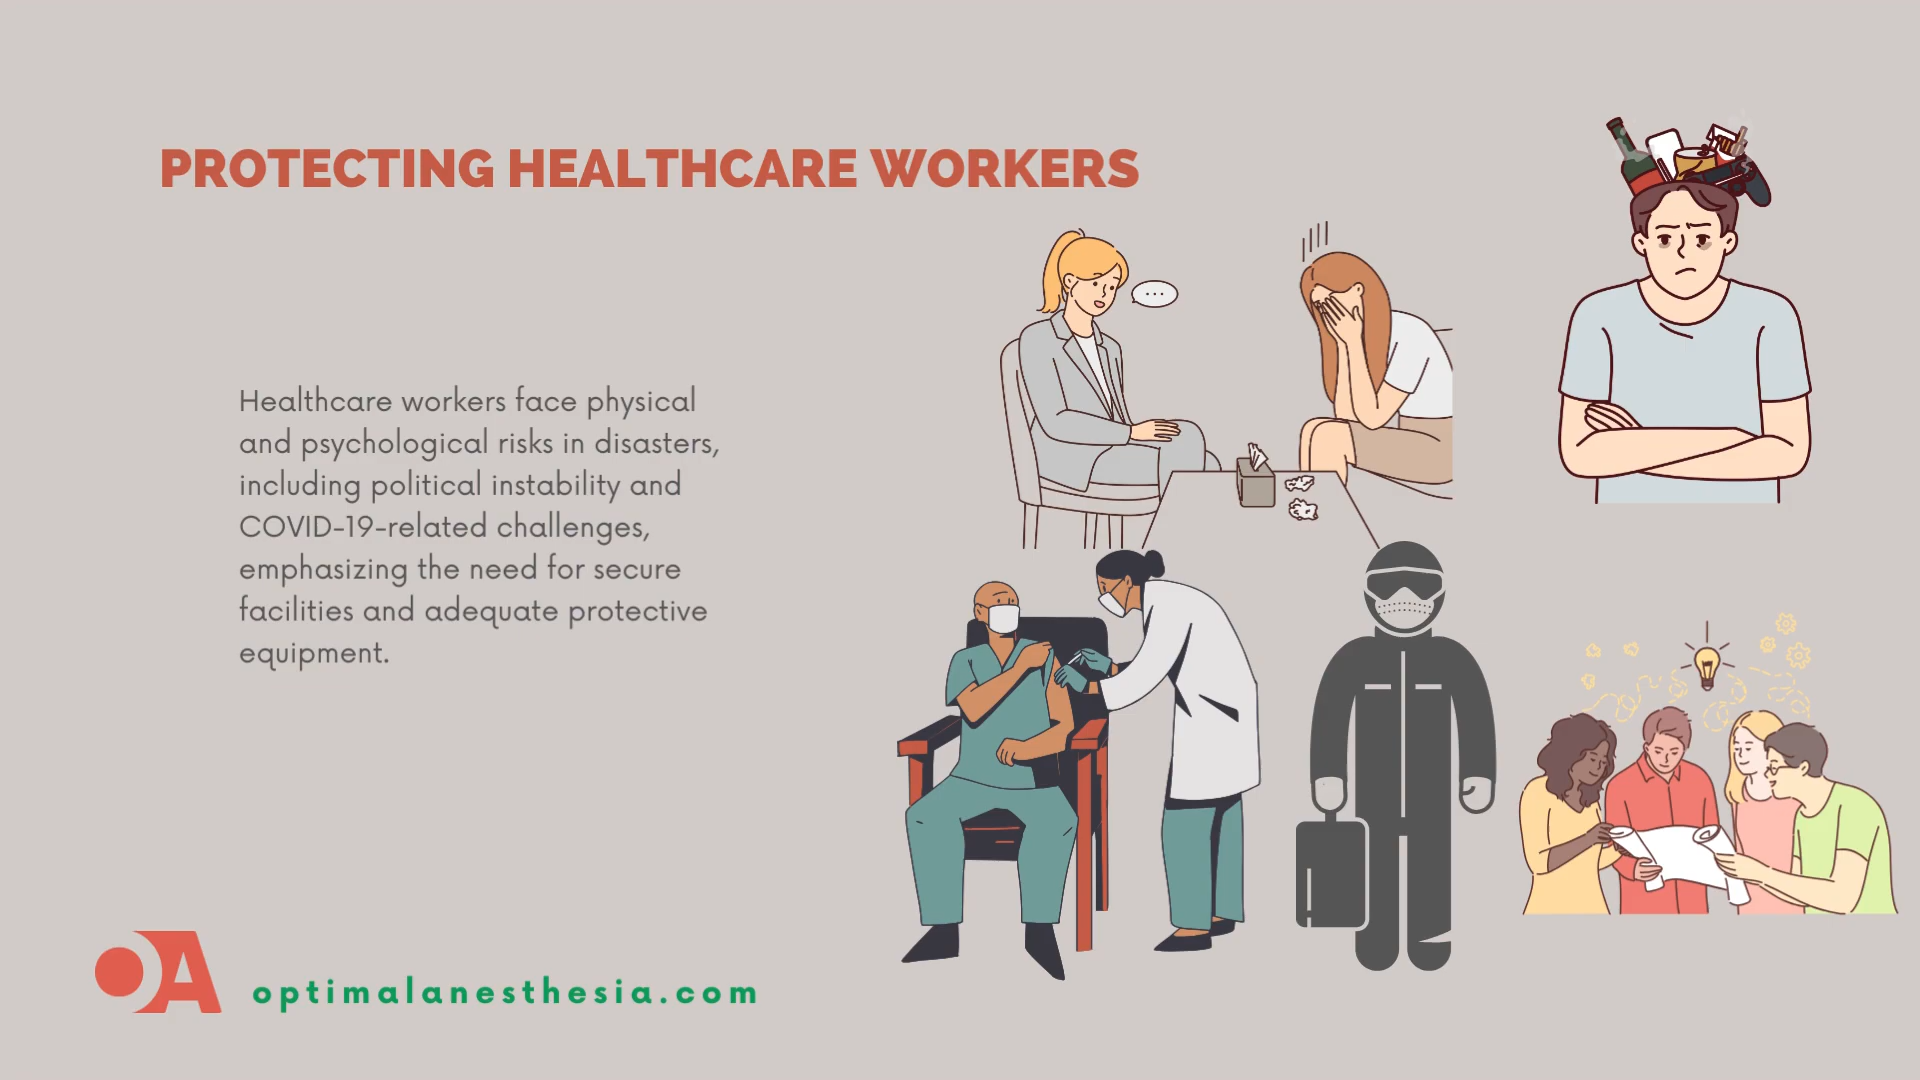 PROTECTING HEALTHCARE WORKERS
Healthcare workers face physical
and psychological risks in disasters,
including political instability and
COVID-19-related challenges,
emphasizing the need for secure
facilities and adequate protective
equipment.
OA
optimalanesthesia.com